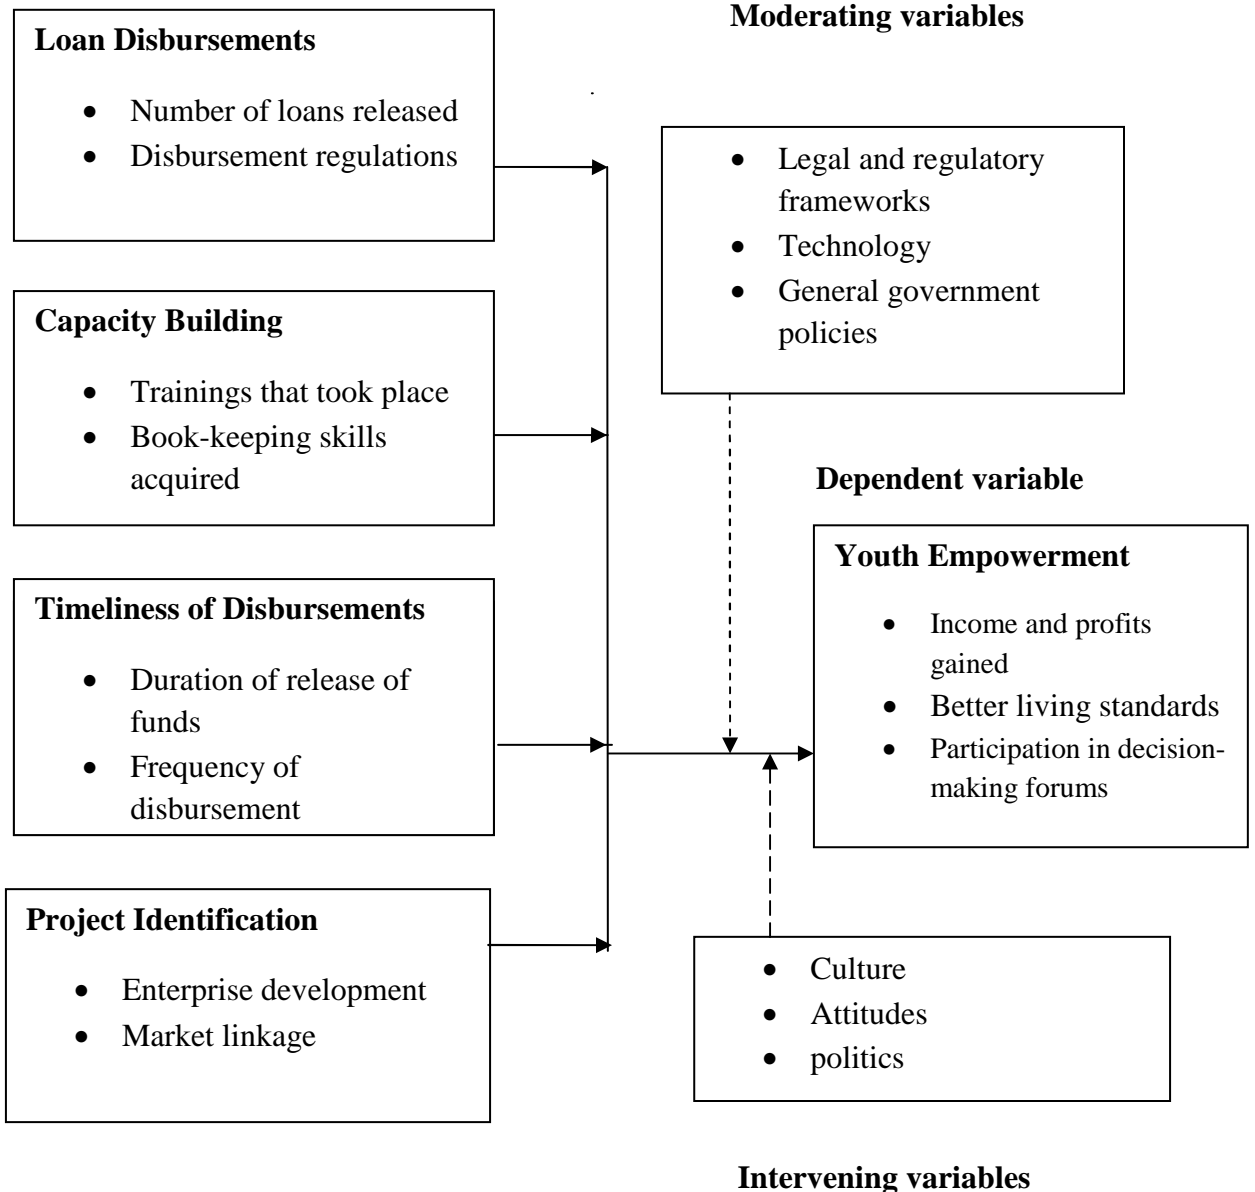 Moderating variables
Loan Disbursements
• Number of loans released
• Disbursement regulations
• Legal and regulatory
frameworks
• Technology
• General government
policies
Capacity Building
• Trainings that took place
• Book-keeping skills
acquired
Dependent variable
Youth Empowerment
• Income and profits
gained
• Better living standards
• Participation in decision-
making forums
Timeliness of Disbursements
• Duration of release of
funds
• Frequency of
disbursement
Project Identification
• Enterprise development
• Market linkage
• Culture
• Attitudes
• politics
Intervening variables